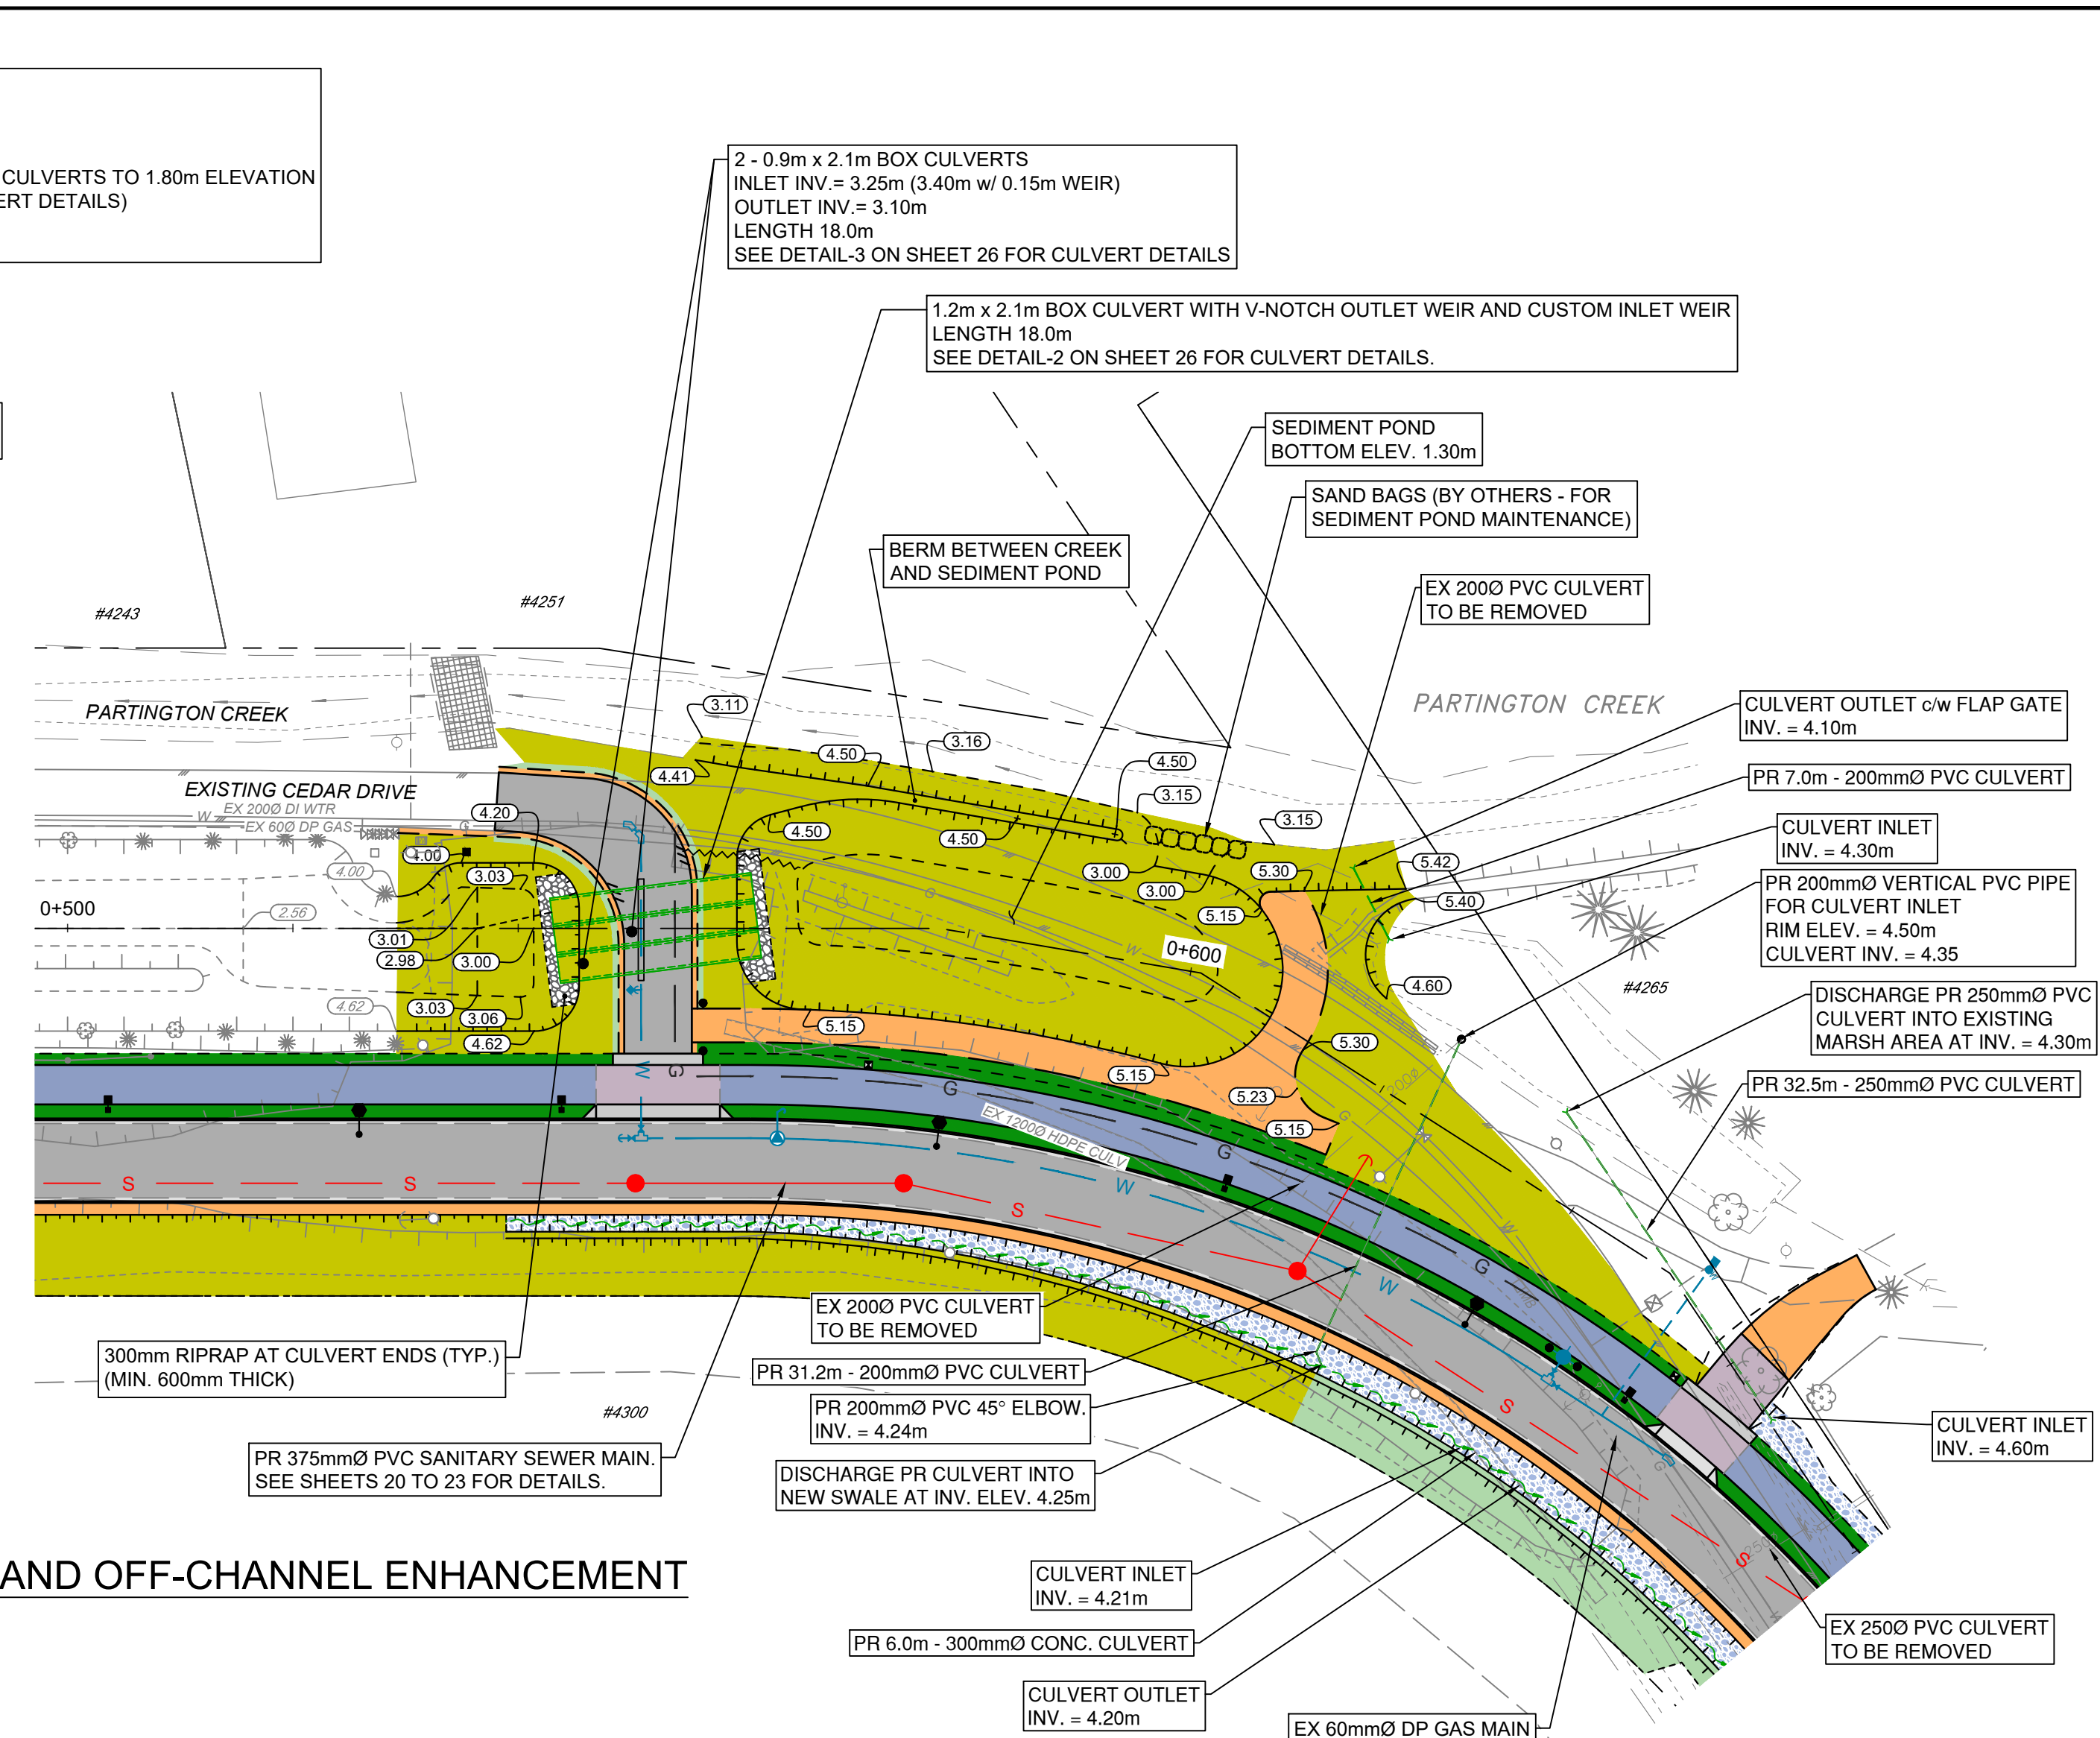 CULVERTS TO 1.80m ELEVATION
ERT DETAILS)
2 - 0.9m x 2.1m BOX CULVERTS
INLET INV.= 3.25m (3.40m w/ 0.15m WEIR)
OUTLET INV.= 3.10m
LENGTH 18.0m
SEE DETAIL-3 ON SHEET 26 FOR CULVERT DETAILS
1.2m x 2.1m BOX CULVERT WITH V-NOTCH OUTLET WEIR AND CUSTOM INLET WEIR
LENGTH 18.0m
SEE DETAIL-2 ON SHEET 26 FOR CULVERT DETAILS.
SEDIMENT POND
BOTTOM ELEV. 1.30m
SAND BAGS (BY OTHERS - FOR
SEDIMENT POND MAINTENANCE)
BERM BETWEEN CREEK
AND SEDIMENT POND
EX 200Ø PVC CULVERT
TO BE REMOVED
#4243
#4251
PARTINGTON CREEK
PARTINGTON CREEK
CULVERT OUTLET c/w FLAP GATE
INV. = 4.10m
PR 7.0m - 200mmØ PVC CULVERT
CULVERT INLET
INV. = 4.30m
PR 200mmØ VERTICAL PVC PIPE
FOR CULVERT INLET
RIM ELEV. = 4.50m
CULVERT INV. = 4.35
DISCHARGE PR 250mmØ PVC
CULVERT INTO EXISTING
MARSH AREA AT INV. = 4.30m
PR 32.5m - 250mmØ PVC CULVERT
#4265
3.11
3.16
4.50
4.50
4.41
3.15
3.15
4.50
4.50
EXISTING CEDAR DRIVE
EX 200Ø DI WTR
W
EX 60Ø DP GAS
G
4.20
4.00
4.00
3.03
0+500
2.56
3.01
2.98
3.00
4.62
3.03
3.06
4.62
3.00
3.00
5.30
5.42
5.40
5.15
0+600
4.60
5.15
5.15
5.30
5.23
5.15
G
W
G
W
200Ø
G
W
W
G
G
G
G
EX 1200Ø HDPE CULV
W
W
S
S
S
S
S
G
250
W
300mm RIPRAP AT CULVERT ENDS (TYP.)
(MIN. 600mm THICK)
#4300
PR 375mmØ PVC SANITARY SEWER MAIN.
SEE SHEETS 20 TO 23 FOR DETAILS.
EX 200Ø PVC CULVERT
TO BE REMOVED
PR 31.2m - 200mmØ PVC CULVERT
PR 200mmØ PVC 45° ELBOW.
INV. = 4.24m
DISCHARGE PR CULVERT INTO
NEW SWALE AT INV. ELEV. 4.25m
CULVERT INLET
INV. = 4.21m
PR 6.0m - 300mmØ CONC. CULVERT
CULVERT OUTLET
INV. = 4.20m
EX 60mmØ DP GAS MAIN
CULVERT INLET
INV. = 4.60m
EX 250Ø PVC CULVERT
TO BE REMOVED
AND OFF-CHANNEL ENHANCEMENT